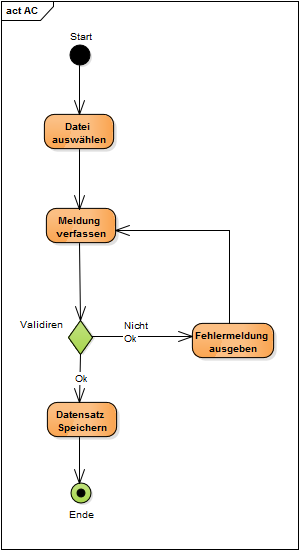 act AC
Start
Datei
auswählen
Meldung
verfassen
Validiren
Nicht
Ok
Fehlermeldung
ausgeben
Ok
Datensatz
Speichern
Ende